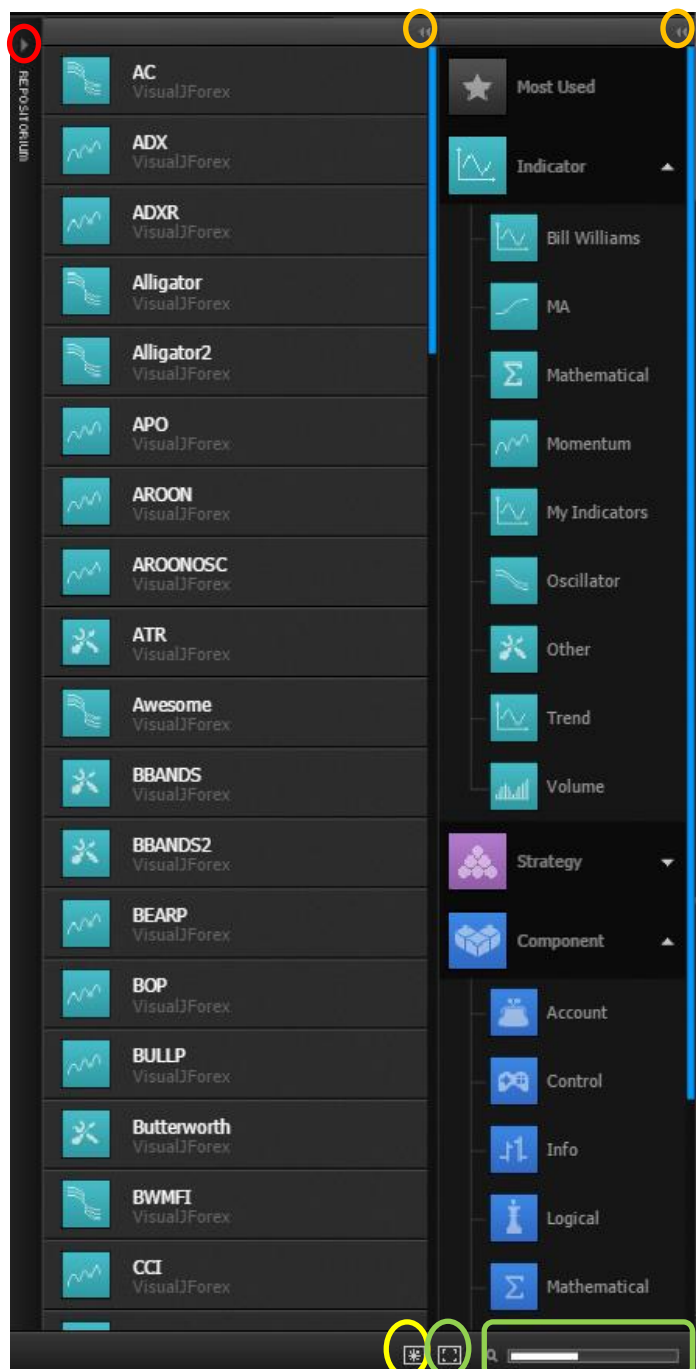 REPOSITORIUM
AC
VisualJForex
ADX
VisualJForex
ADXR
VisualJForex
Alligator
VisualJForex
Alligator2
VisualJForex
APO
VisualJForex
AROON
VisualJForex
AROONOSC
VisualJForex
ATR
VisualJForex
Awesome
VisualJForex
BBANDS
VisualJForex
BBANDS2
VisualJForex
BEARP
VisualJForex
BOP
VisualJForex
BULLP
VisualJForex
Butterworth
VisualJForex
BWMFI
VisualJForex
CCI
VisualJForex
Most Used
Indicator
Bill Williams
MA
Mathematical
Momentum
My Indicators
Oscillator
Other
Trend
Volume
Strategy
Component
Account
Control
Info
Logical
Mathematical